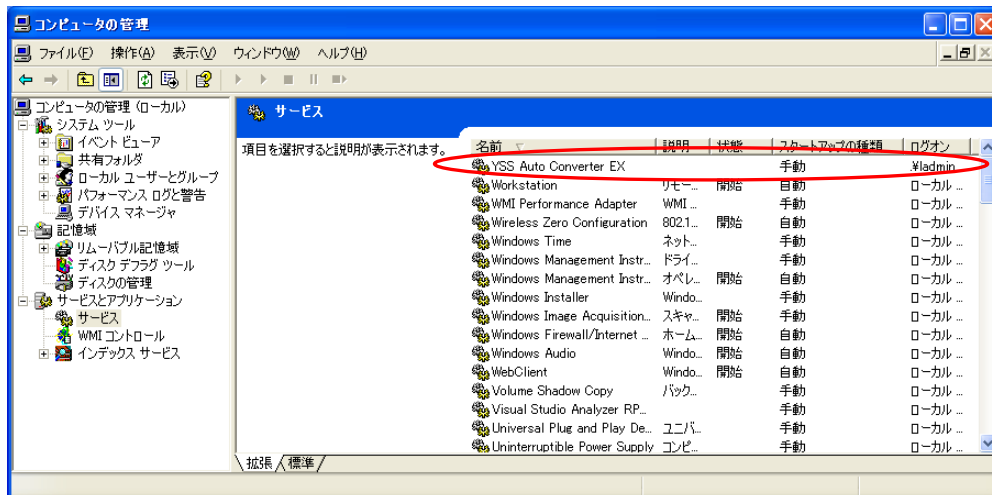 コンピュータの管理
ファイル(F) 操作(A) 表示(V) ウィンドウ(W) ヘルプ(H)
コンピュータの管理 (ローカル)
システム ツール
イベント ビューア
共有フォルダ
ローカル ユーザーとグループ
パフォーマンス ログと警告
デバイス マネージャ
記憶域
リムーバブル記憶域
ディスク デフラグ ツール
ディスクの管理
サービスとアプリケーション
サービス
WMI コントロール
インデックス サービス
サービス
項目を選択すると説明が表示されます。
名前 説明 状態 スタートアップの種類 ログオン
YSS Auto Converter EX 手動 .¥ladmin
Workstation リモー... 開始 自動 ローカル ...
WMI Performance Adapter WMI ... 手動 ローカル ...
Wireless Zero Configuration 802.1... 開始 自動 ローカル ...
Windows Time ネット... 手動 ローカル ...
Windows Management Instr... ドライ... 手動 ローカル ...
Windows Management Instr... オペレ... 開始 自動 ローカル ...
Windows Installer Windo... 手動 ローカル ...
Windows Image Acquisition... スキャ... 開始 自動 ローカル ...
Windows Firewall/Internet ... ホーム... 開始 自動 ローカル ...
Windows Audio Windo... 開始 自動 ローカル ...
WebClient Windo... 開始 自動 ローカル ...
Volume Shadow Copy バック... 手動 ローカル ...
Visual Studio Analyzer RP... 手動 ローカル ...
Universal Plug and Play De... ユニバ... 手動 ローカル ...
Uninterruptible Power Supply コンピ... 手動 ローカル ...
拡張 標準